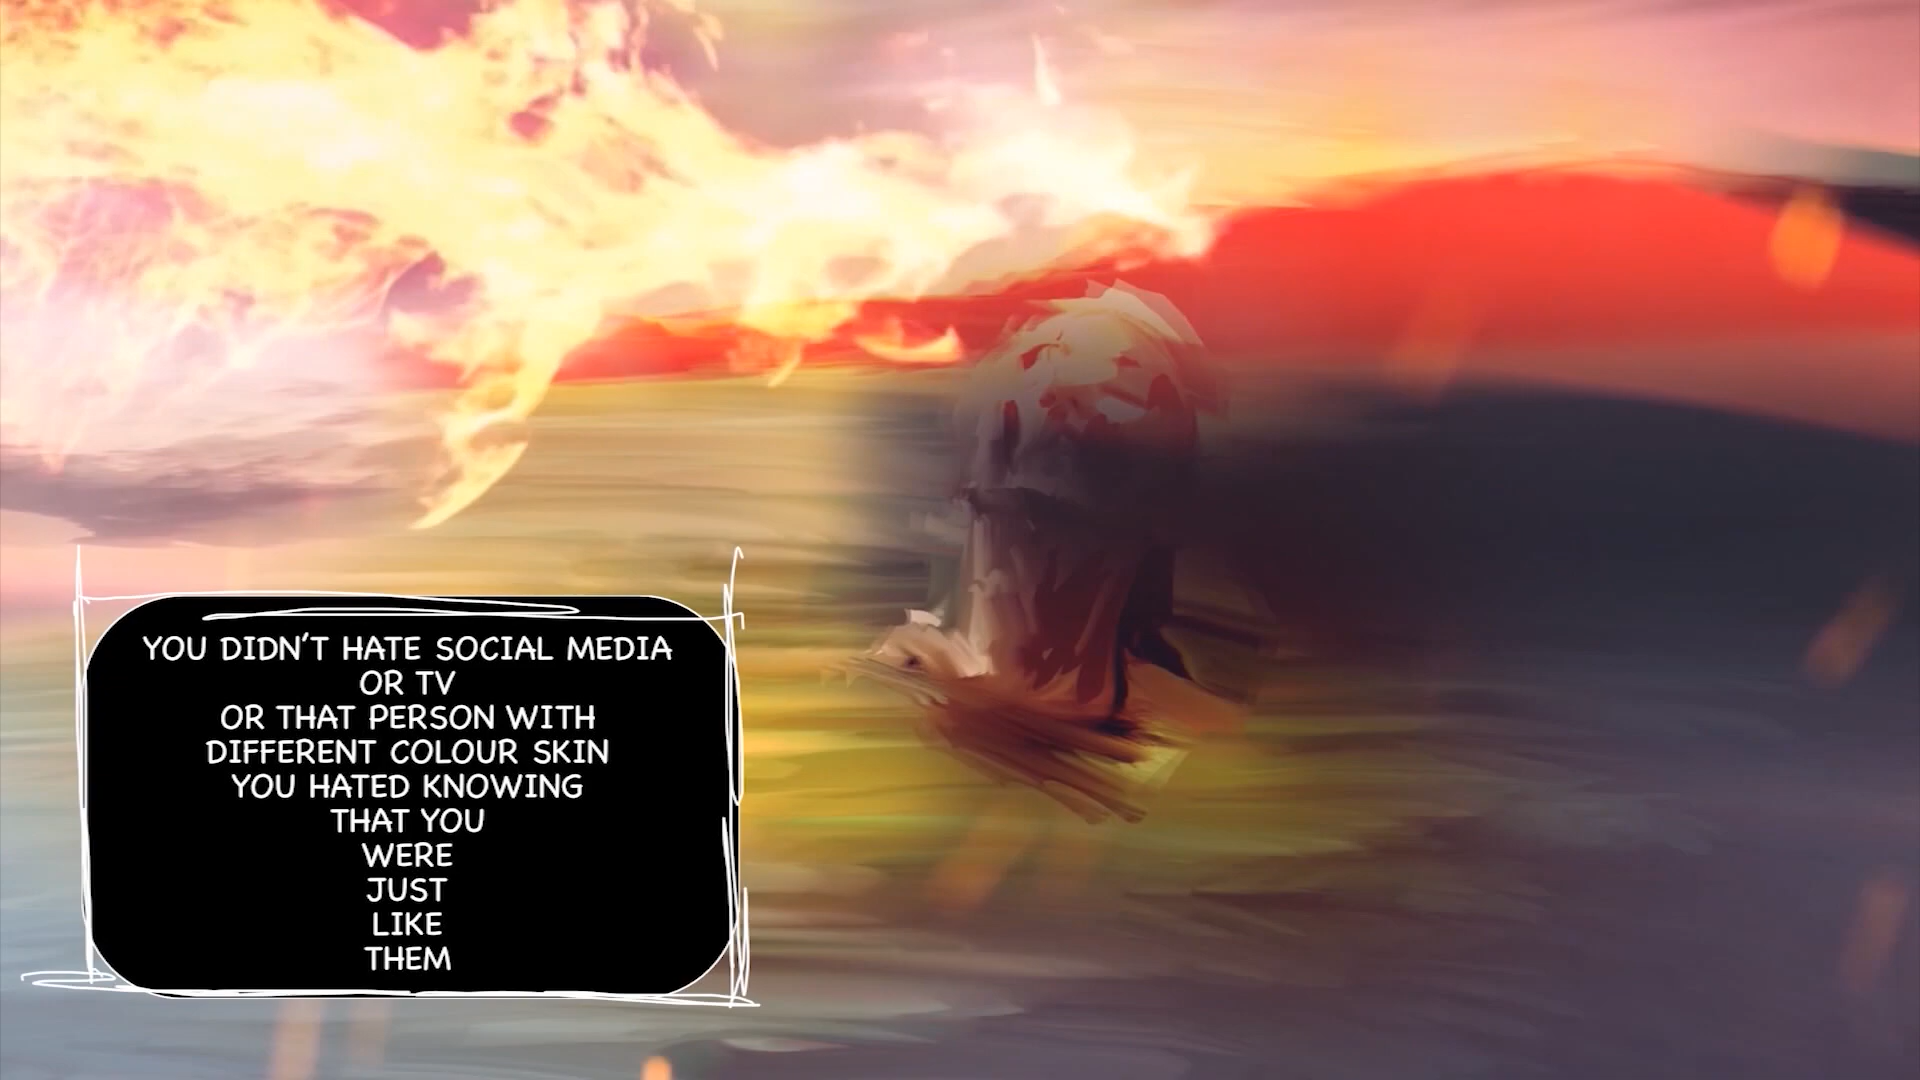 YOU DIDN'T HATE SOCIAL MEDIA
OR TV
OR THAT PERSON WITH
DIFFERENT COLOUR SKIN
YOU HATED KNOWING
THAT YOU
WERE
JUST
LIKE
THEM